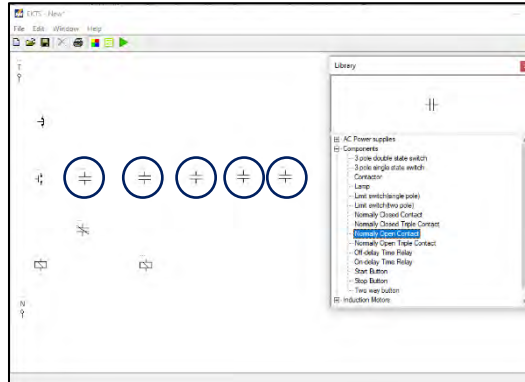 EKTS - New*
File Edit Window Help
T
Library
AC Power supplies
Components
3 pole double state switch
3 pole single state switch
Contactor
Lamp
Limit switch(single pole)
Limit switch(two pole)
Normally Closed Contact
Normally Closed Triple Contact
Normally Open Contact
Normally Open Triple Contact
Off-delay Time Relay
On-delay Time Relay
Start Button
Stop Button
Two way button
Induction Motors
N